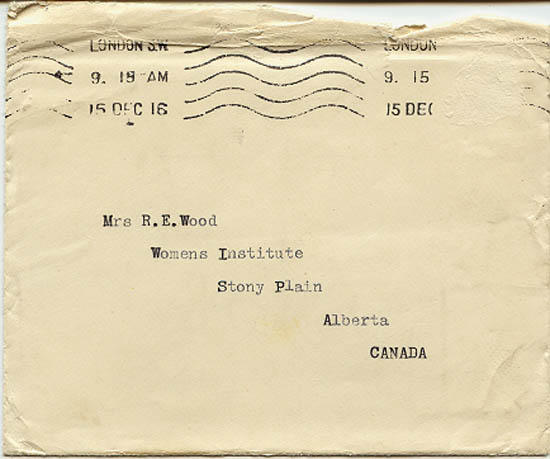 LONDON S.W.
9. 15 AM
15 DEC 16
LONDON
9. 15
15 DEC
Mrs R.E.Wood
Womens Institute
Stony Plain
Alberta
CANADA